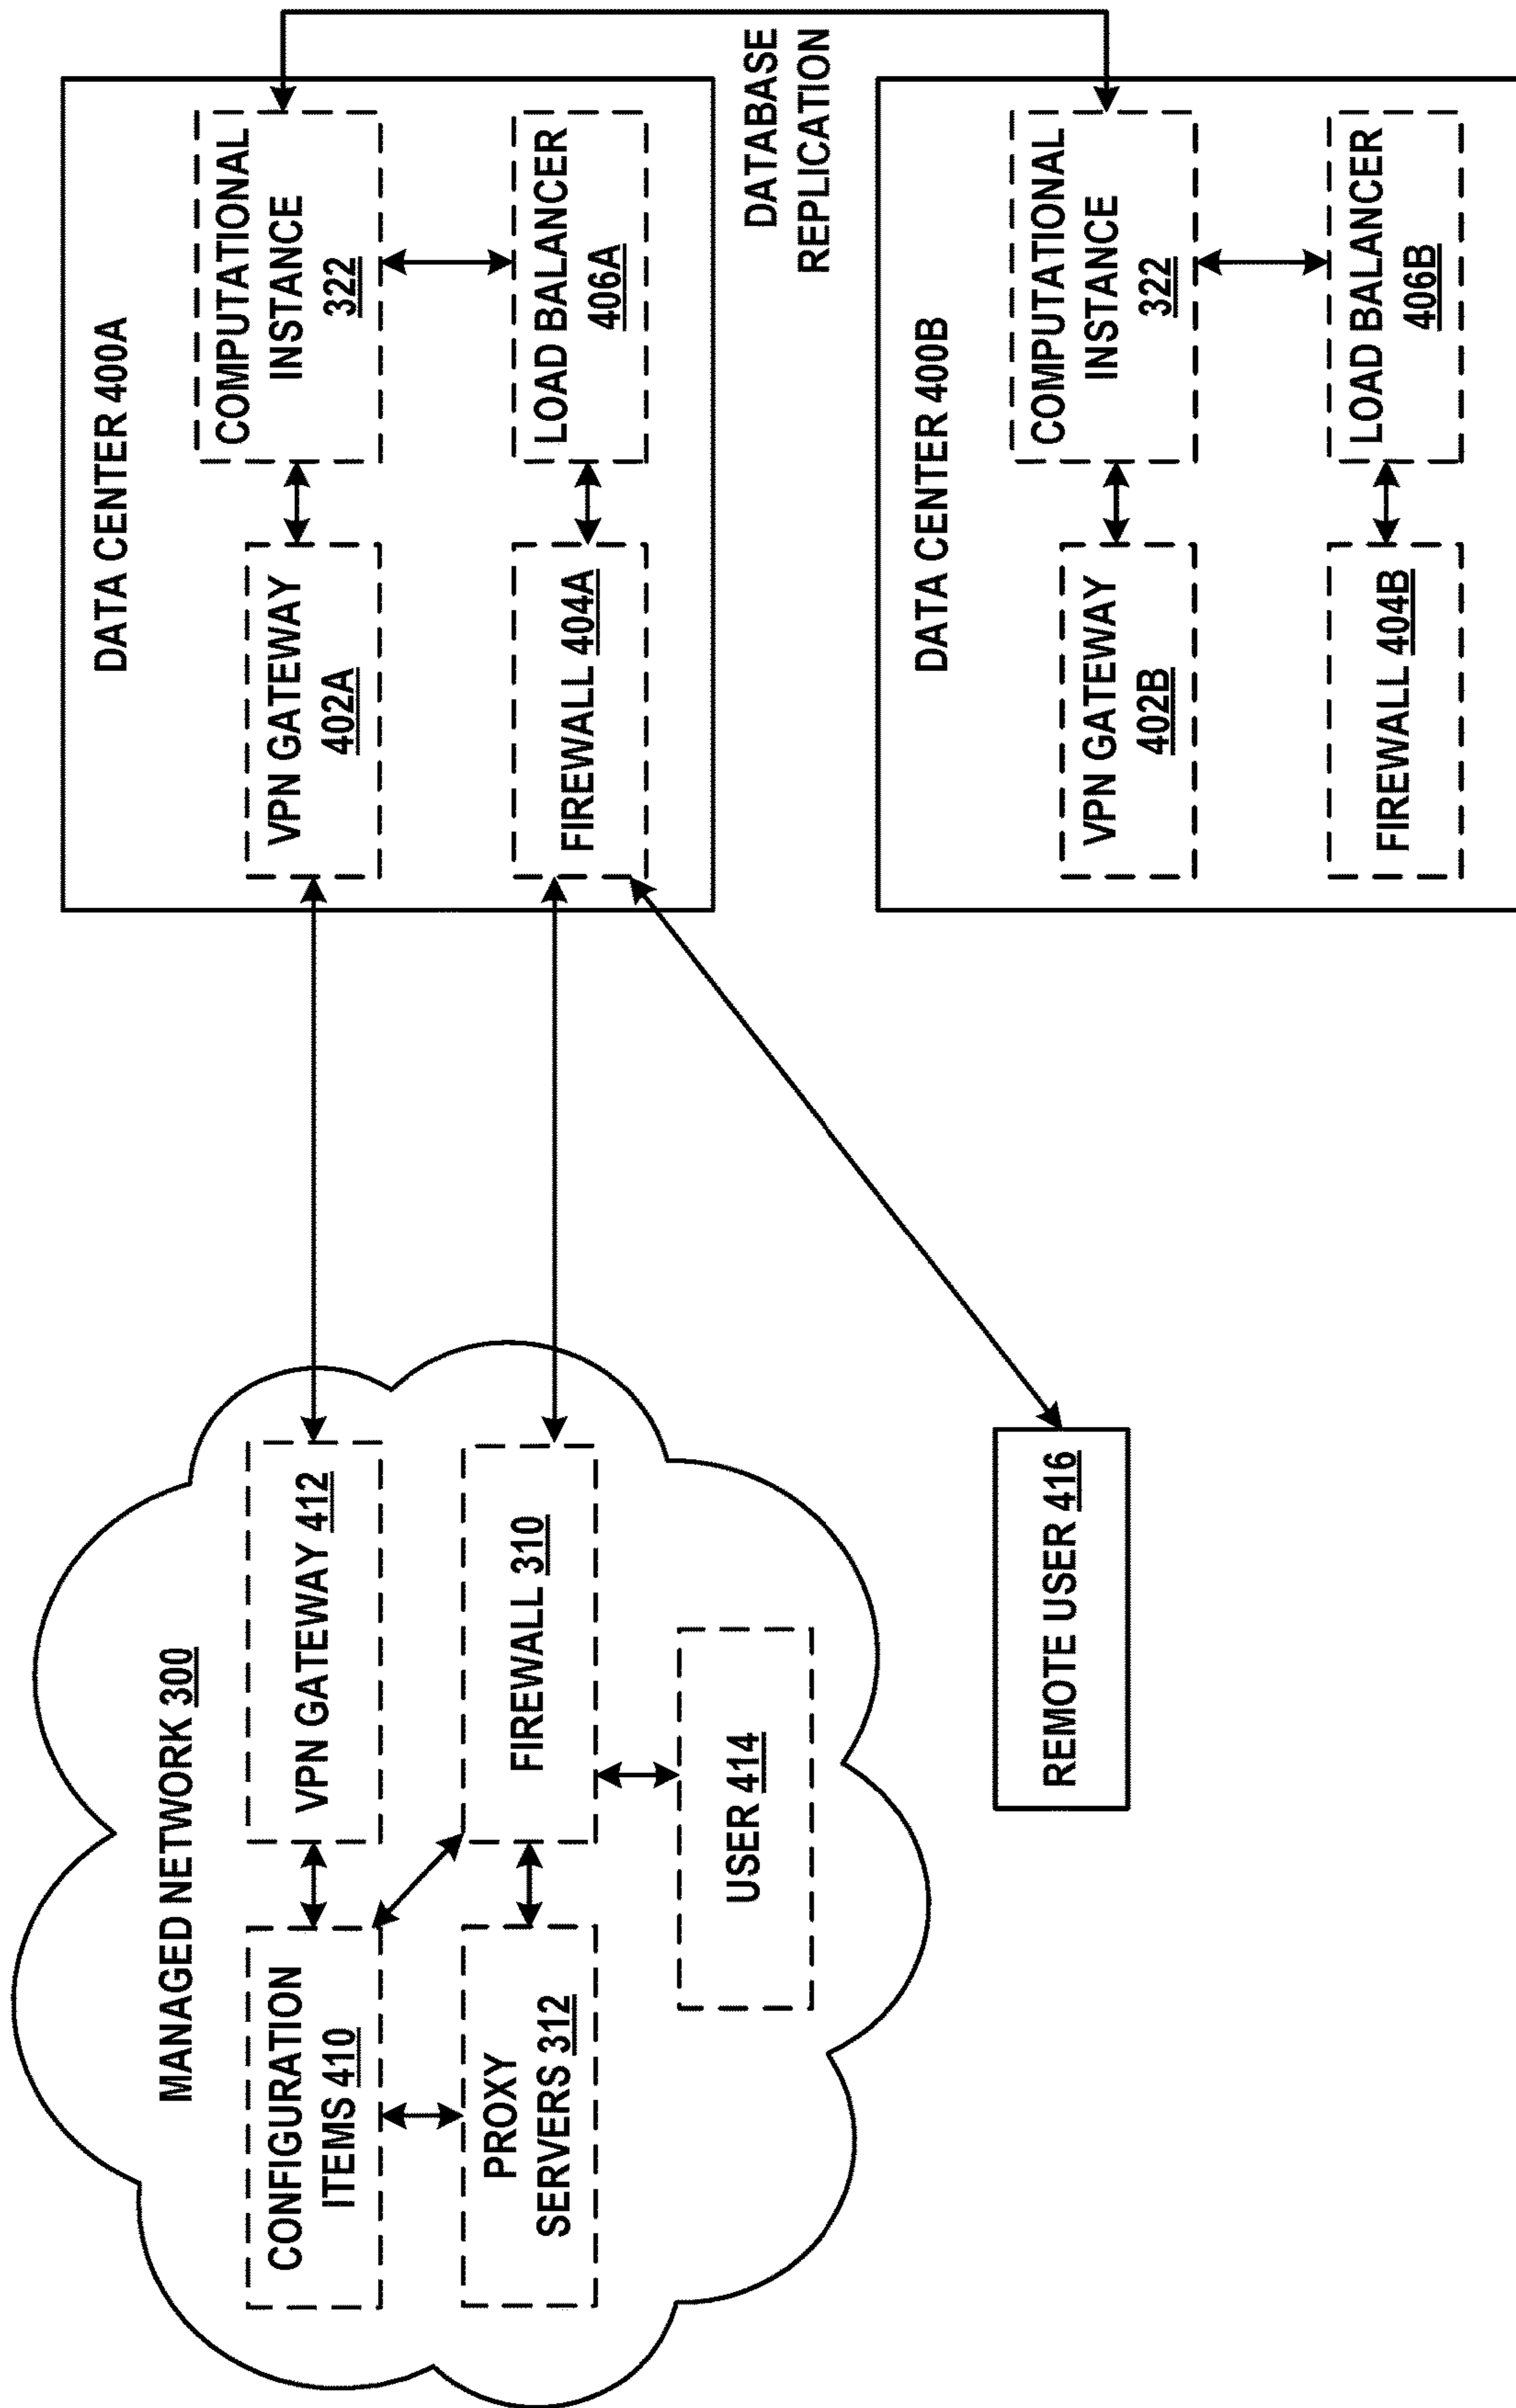 MANAGED NETWORK 300
CONFIGURATION
ITEMS 410
VPN GATEWAY 412
PROXY
SERVERS 312
FIREWALL 310
USER 414
REMOTE USER 416
DATA CENTER 400A
VPN GATEWAY
402A
COMPUTATIONAL
INSTANCE
322
FIREWALL 404A
LOAD BALANCER
406A
DATABASE
REPLICATION
DATA CENTER 400B
VPN GATEWAY
402B
COMPUTATIONAL
INSTANCE
322
FIREWALL 404B
LOAD BALANCER
406B